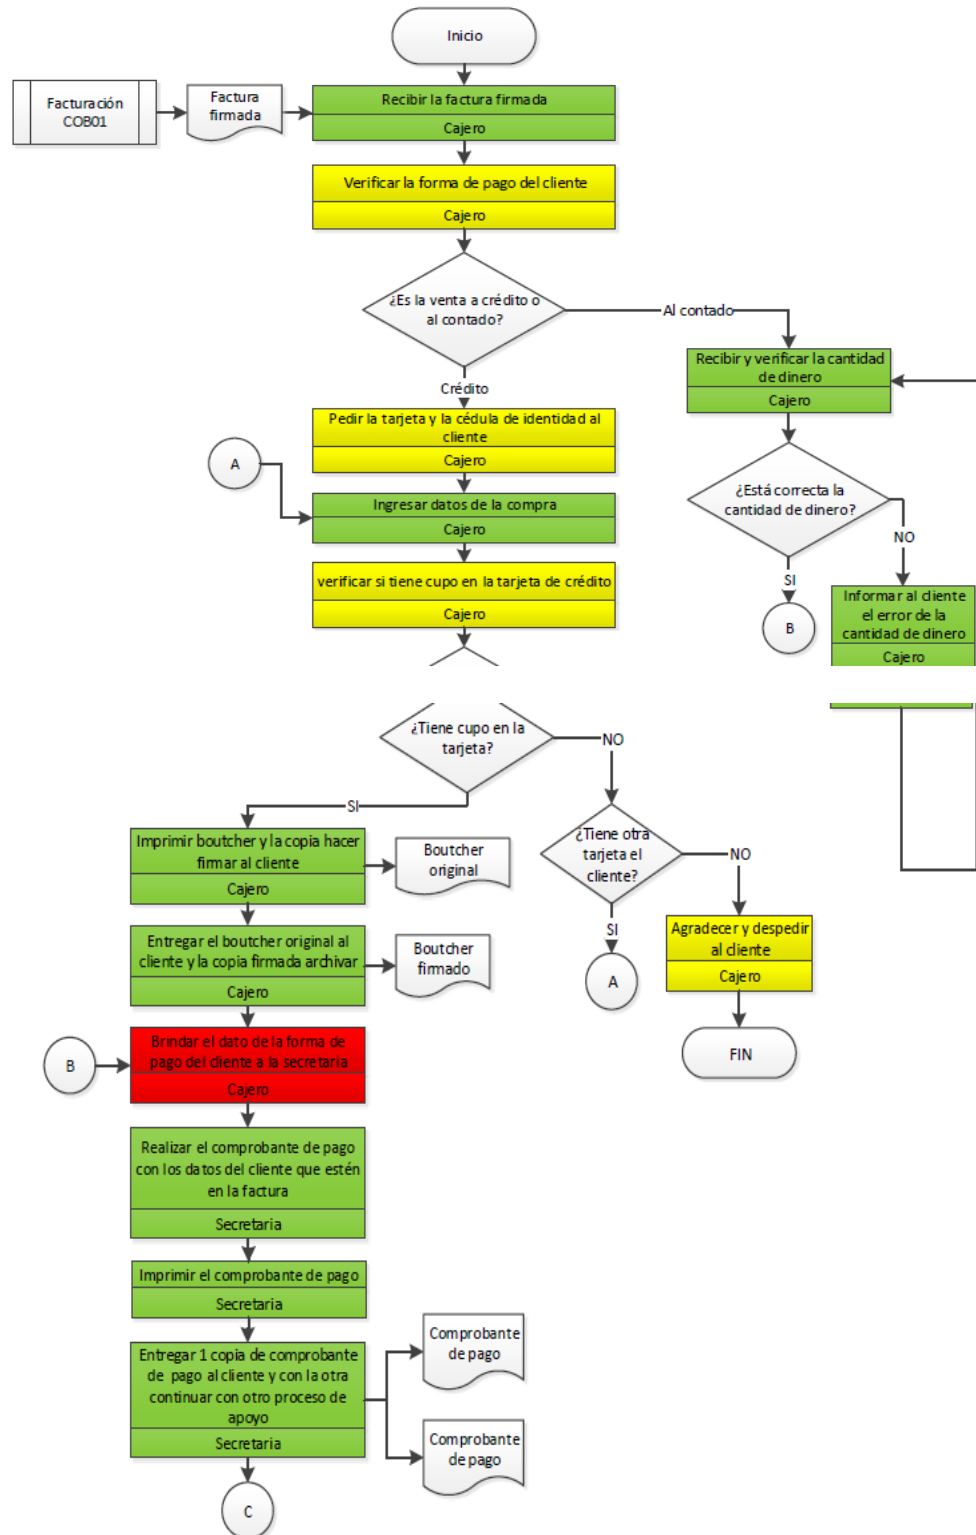 Inicio
Facturación
COB01
Factura
firmada
Recibir la factura firmada
Cajero
Verificar la forma de pago del cliente
Cajero
¿Es la venta a crédito o
al contado?
Al contado
Crédito
Recibir y verificar la cantidad
de dinero
Cajero
Pedir la tarjeta y la cédula de identidad al
cliente
Cajero
A
Ingresar datos de la compra
Cajero
¿Está correcta la
cantidad de dinero?
NO
SI
verificar si tiene cupo en la tarjeta de crédito
Cajero
B
Informar al cliente
el error de la
cantidad de dinero
Cajero
¿Tiene cupo en la
tarjeta?
NO
SI
Imprimir boutcher y la copia hacer
firmar al cliente
Cajero
Boutcher
original
¿Tiene otra
tarjeta el
cliente?
NO
SI
Entregar el boutcher original al
cliente y la copia firmada archivar
Cajero
Boutcher
firmado
A
Agradecer y despedir
al cliente
Cajero
FIN
B
Brindar el dato de la forma de
pago del cliente a la secretaria
Cajero
Realizar el comprobante de pago
con los datos del cliente que estén
en la factura
Secretaria
Imprimir el comprobante de pago
Secretaria
Entregar 1 copia de comprobante
de pago al cliente y con la otra
continuar con otro proceso de
apoyo
Secretaria
Comprobante
de pago
Comprobante
de pago
C